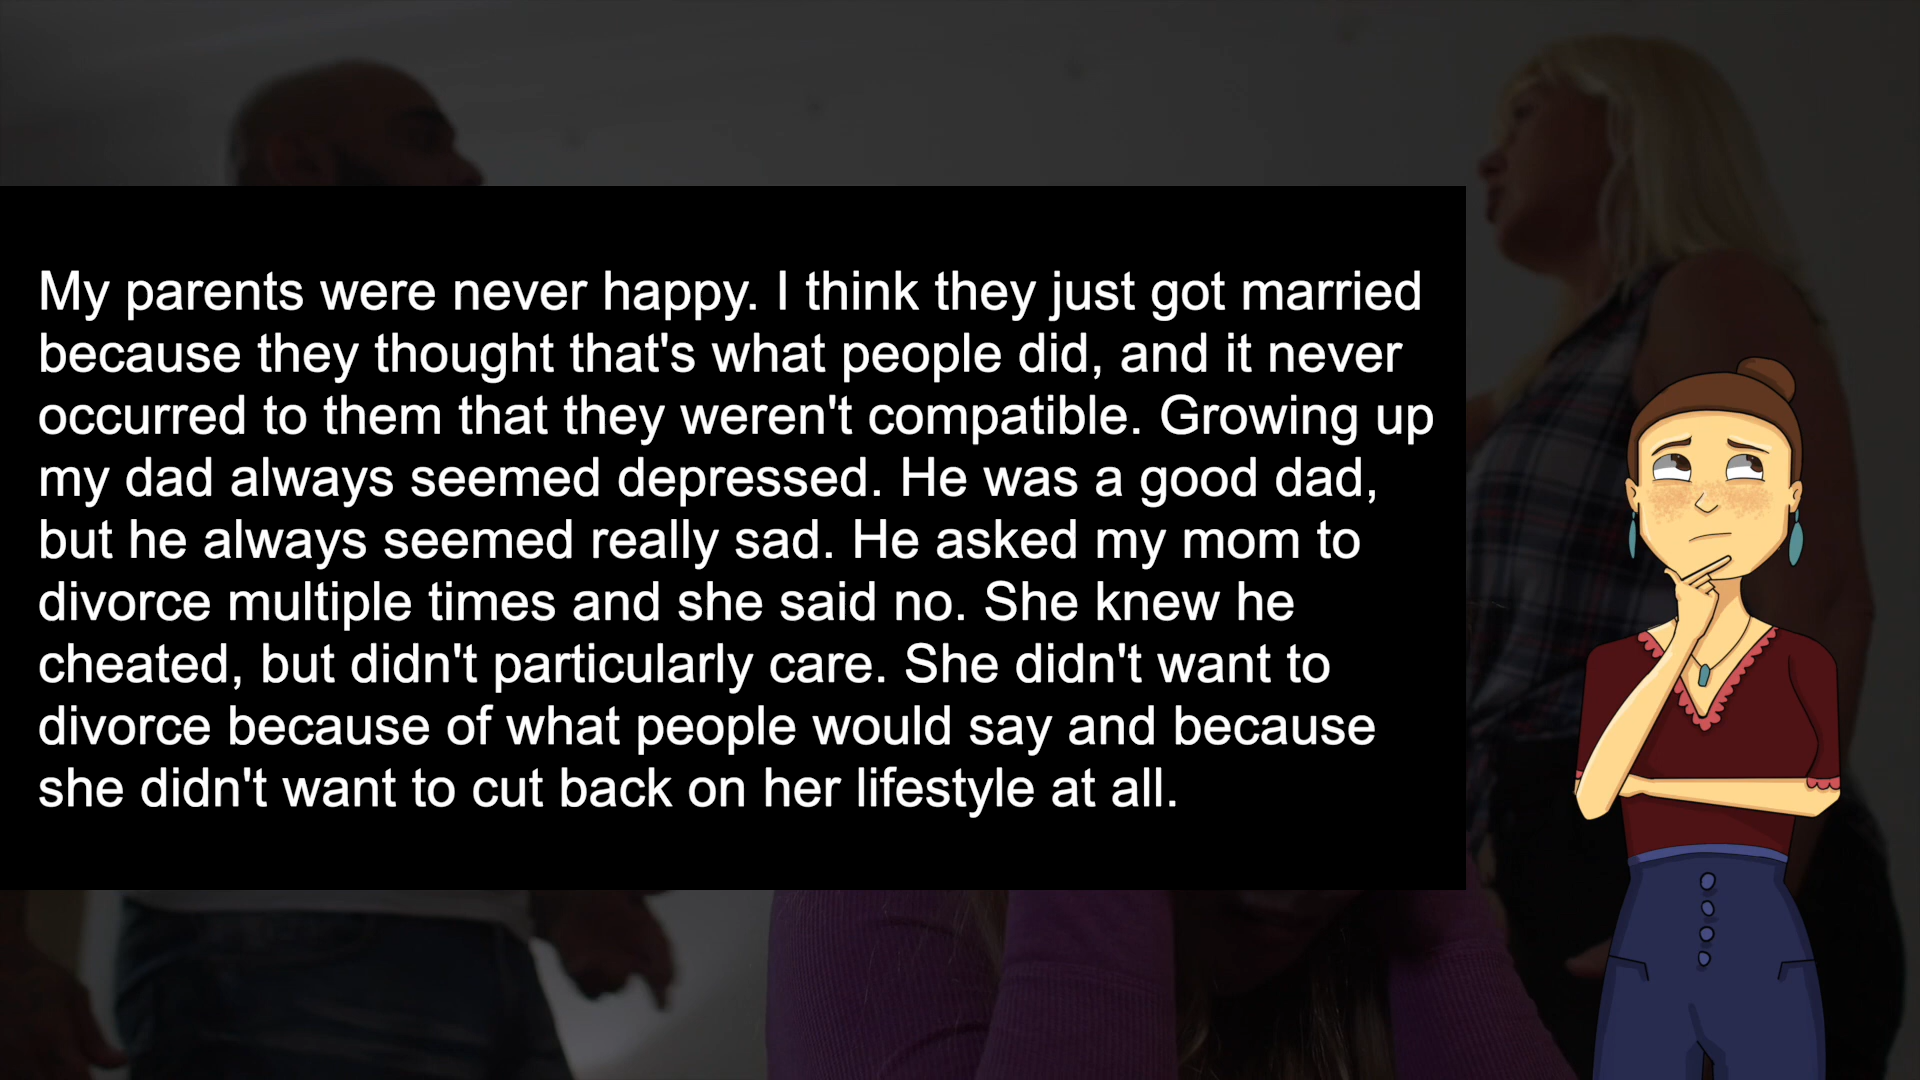 My parents were never happy. I think they just got married
because they thought that's what people did, and it never
occurred to them that they weren't compatible. Growing up
my dad always seemed depressed. He was a good dad,
but he always seemed really sad. He asked my mom to
divorce multiple times and she said no. She knew he
cheated, but didn't particularly care. She didn't want to
divorce because of what people would say and because
she didn't want to cut back on her lifestyle at all.